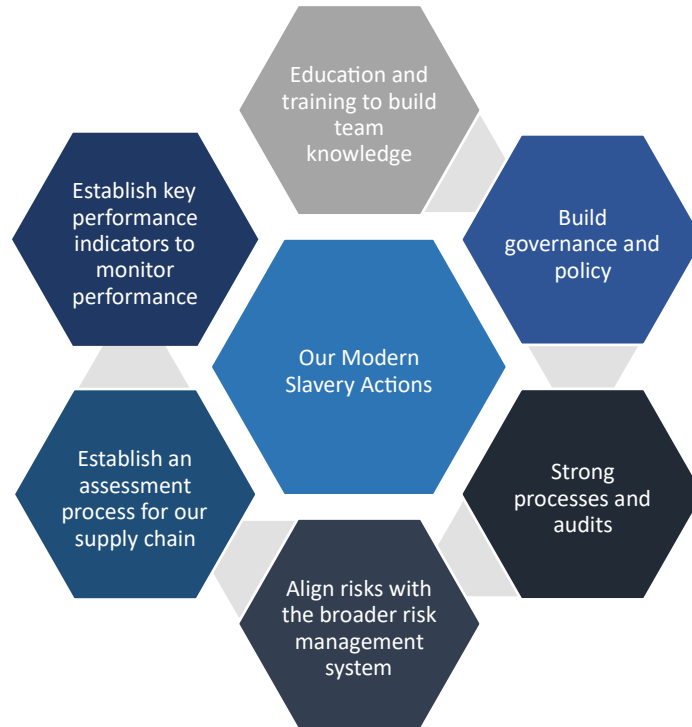 Education and
training to build
team
knowledge
Build
governance and
policy
Strong
processes and
audits
Align risks with
the broader risk
management
system
Establish an
assessment
process for our
supply chain
Establish key
performance
indicators to
monitor
performance
Our Modern
Slavery Actions